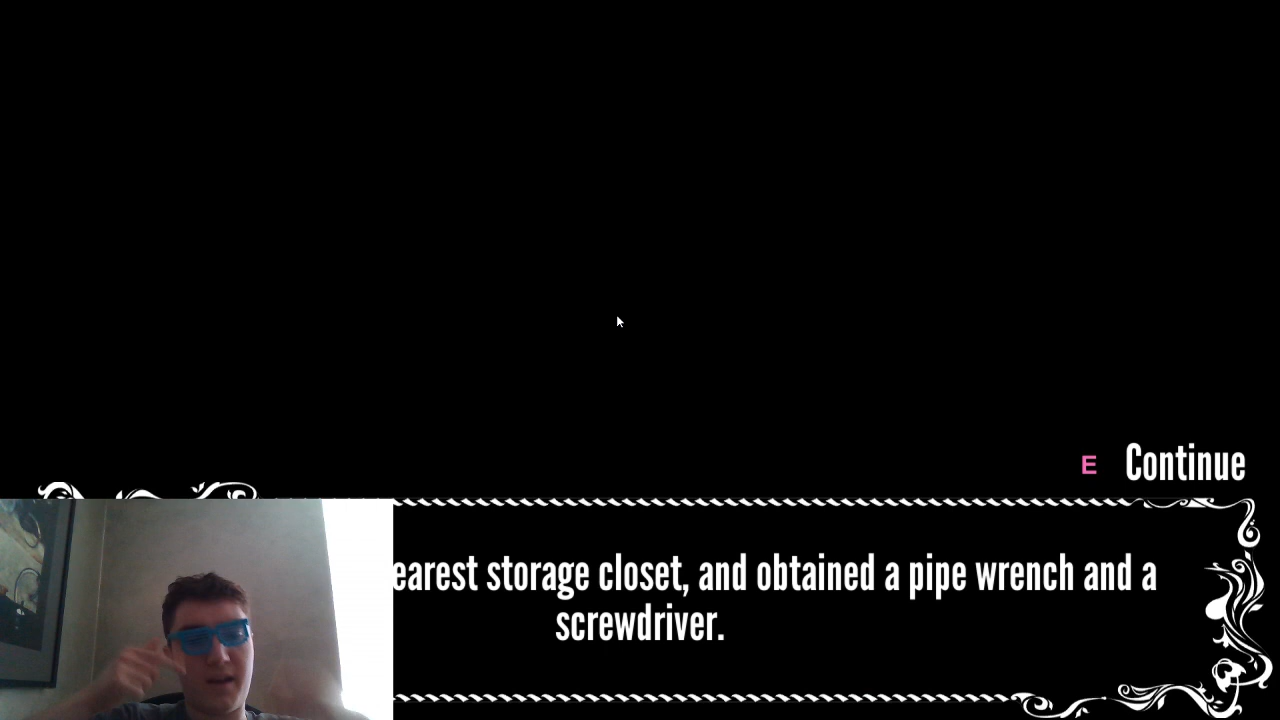 E Continue
earest storage closet, and obtained a pipe wrench and a
screwdriver.